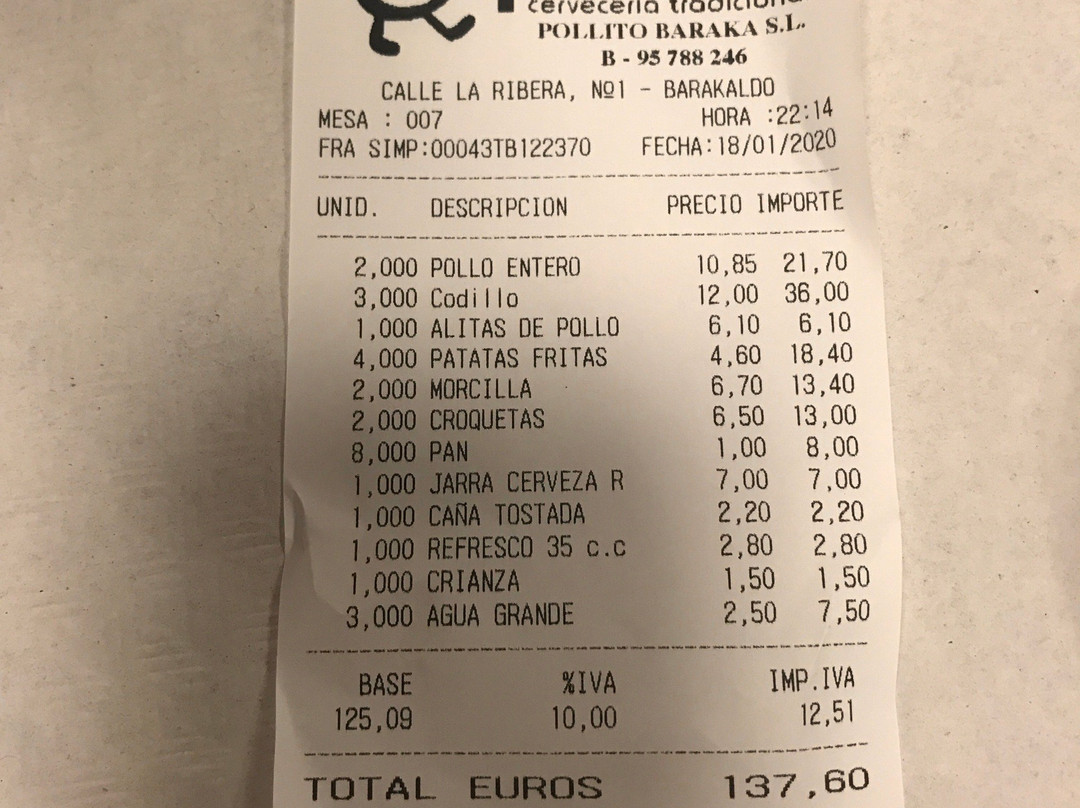 cervecería tradicional
POLLITO BARAKA S.L.
B - 95 788 246
CALLE LA RIBERA, Nº1 - BARAKALDO
MESA : 007 HORA :22:14
FRA SIMP:00043TB122370 FECHA:18/01/2020
UNID. DESCRIPCION PRECIO IMPORTE
2,000 POLLO ENTERO 10,85 21,70
3,000 Codillo 12,00 36,00
1,000 ALITAS DE POLLO 6,10 6,10
4,000 PATATAS FRITAS 4,60 18,40
2,000 MORCILLA 6,70 13,40
2,000 CROQUETAS 6,50 13,00
8,000 PAN 1,00 8,00
1,000 JARRA CERVEZA R 7,00 7,00
1,000 CAÑA TOSTADA 2,20 2,20
1,000 REFRESCO 35 c.c 2,80 2,80
1,000 CRIANZA 1,50 1,50
3,000 AGUA GRANDE 2,50 7,50
BASE %IVA IMP.IVA
125,09 10,00 12,51
TOTAL EUROS 137,60